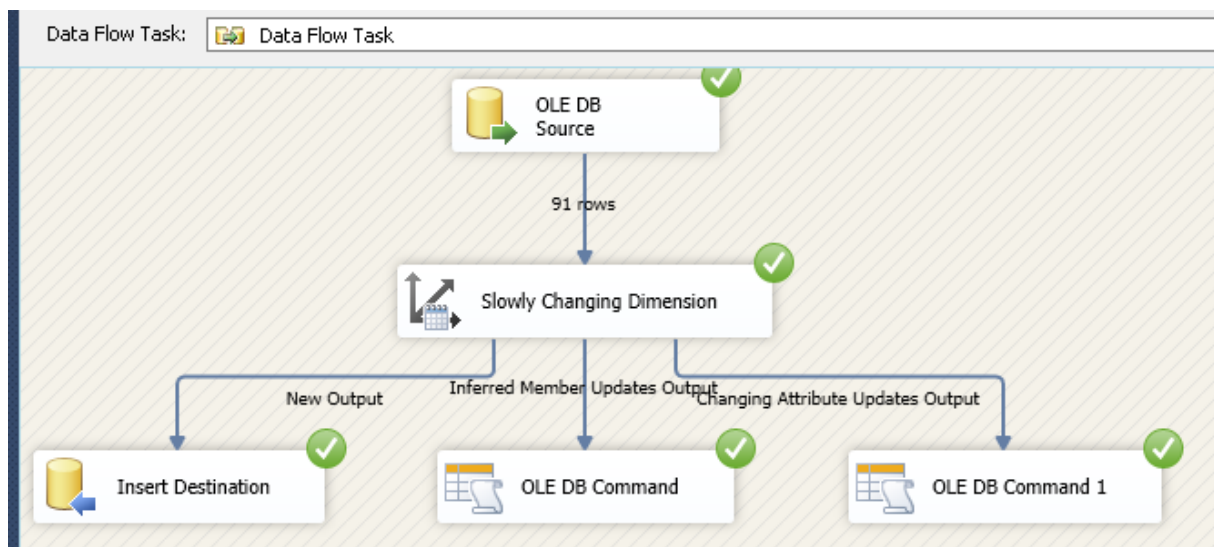 Data Flow Task:
Data Flow Task
OLE DB
Source
91 rows
Slowly Changing Dimension
New Output
Inferred Member Updates Output
Changing Attribute Updates Output
Insert Destination
OLE DB Command
OLE DB Command 1